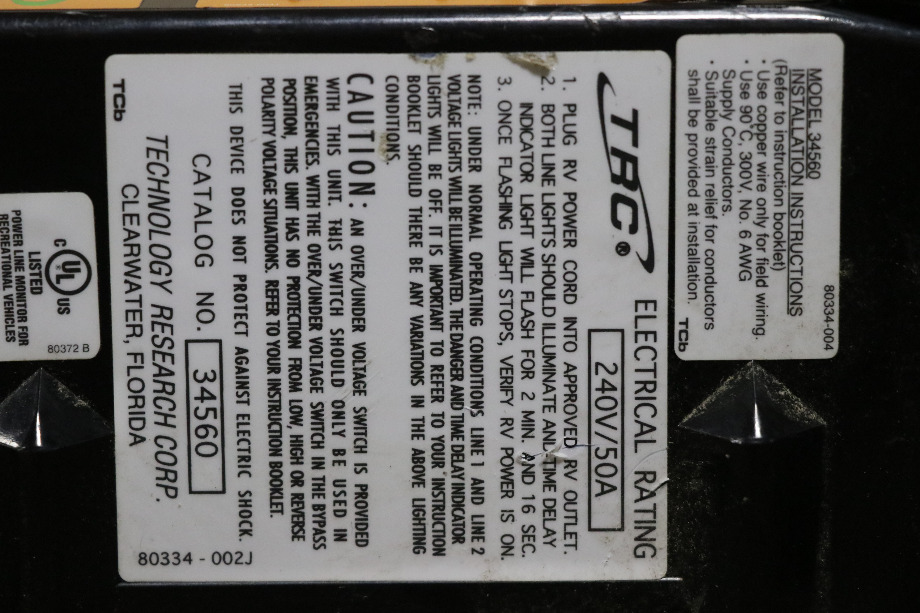 MODEL 34560
INSTALLATION INSTRUCTIONS
(Refer to instruction booklet)
• Use copper wire only for field wiring.
• Use 90°C, 300V, No. 6 AWG
Supply Conductors.
• Suitable strain relief for conductors
shall be provided at installation.
80334-004
TCb
TRC®
ELECTRICAL RATING
240V/50A
1. PLUG RV POWER CORD INTO APPROVED RV OUTLET.
2. BOTH LINE LIGHTS SHOULD ILLUMINATE AND TIME DELAY
INDICATOR LIGHT WILL FLASH FOR 2 MIN. AND 16 SEC.
3. ONCE FLASHING LIGHT STOPS, VERIFY RV POWER IS ON.
NOTE: UNDER NORMAL OPERATING CONDITIONS, LINE 1 AND LINE 2
VOLTAGE LIGHTS WILL BE ILLUMINATED. THE DANGER AND TIME DELAY INDICATOR
LIGHTS WILL BE OFF. IT IS IMPORTANT TO REFER TO YOUR INSTRUCTION
BOOKLET SHOULD THERE BE ANY VARIATIONS IN THE ABOVE LIGHTING
CONDITIONS.
CAUTION: AN OVER/UNDER VOLTAGE SWITCH IS PROVIDED
WITH THIS UNIT. THIS SWITCH SHOULD ONLY BE USED IN
EMERGENCIES. WITH THE OVER/UNDER VOLTAGE SWITCH IN THE BYPASS
POSITION, THIS UNIT HAS NO PROTECTION FROM LOW, HIGH OR REVERSE
POLARITY VOLTAGE SITUATIONS. REFER TO YOUR INSTRUCTION BOOKLET.
THIS DEVICE DOES NOT PROTECT AGAINST ELECTRIC SHOCK.
CATALOG NO. 34560
TECHNOLOGY RESEARCH CORP.
CLEARWATER, FLORIDA
TCb
80334 - 002J
C UL US
LISTED
POWER LINE MONITOR FOR
RECREATIONAL VEHICLES
80372 B